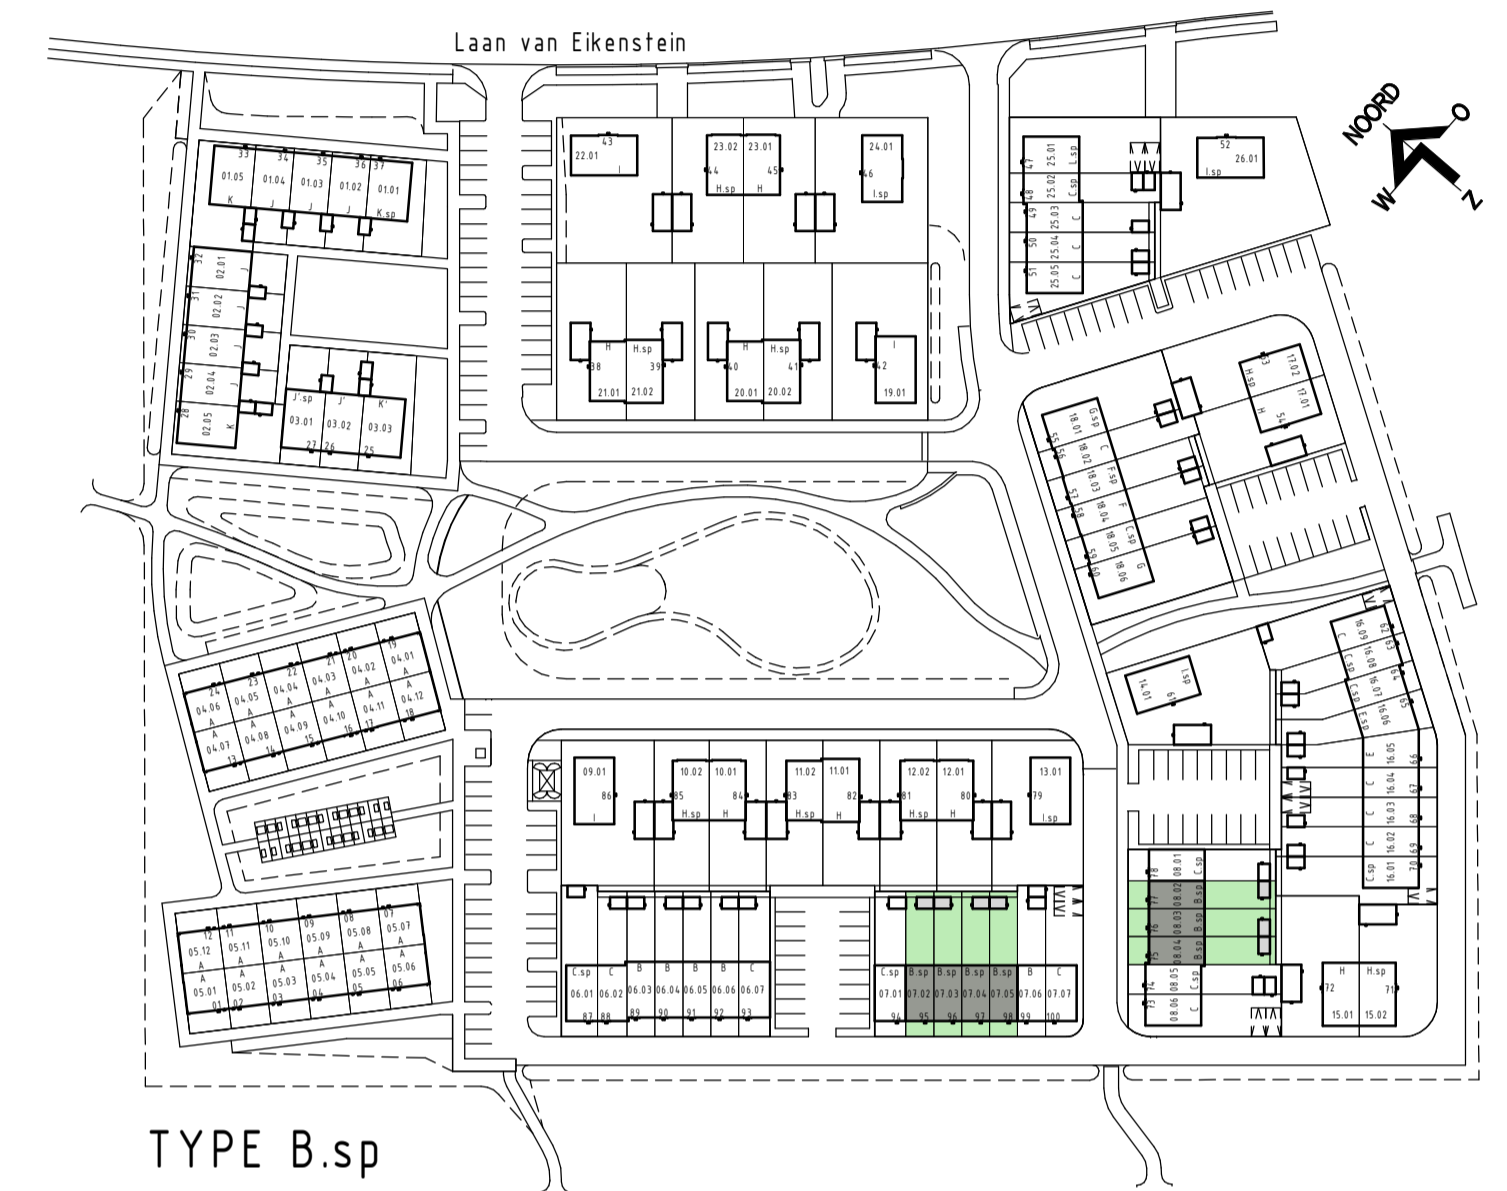 Laan van Eikenstein
NOORD
O
W
Z
33 34 35 36 37
01.05 01.04 01.03 01.02 01.01
K J J J K.sp
32 02.01 J
31 02.02 J
30 02.03 J
29 02.04 J
28 02.05 K
J'.sp J' K'
03.01 03.02 03.03
27 26 25
43
22.01
I
23.02 23.01
44 45
H.sp H
24.01
46
I.sp
H H.sp
38 39
21.01 21.02
H H.sp
40 41
20.01 20.02
I
42
19.01
47 25.01 I.sp
48 25.02 C.sp
49 25.03 C
50 25.04 C
51 25.05 C
52
26.01
I.sp
53 17.02
H.sp
H 17.01
54
55 18.01 G.sp
56 18.02 C
57 18.03 F.sp
58 18.04 F
59 18.05 C.sp
60 18.06 G
24 23 22 21 20 19
04.06 04.05 04.04 04.03 04.02 04.01
A A A A A A
A A A A A A
04.07 04.08 04.09 04.10 04.11 04.12
13 14 15 16 17 18
I.sp
14.01 61
62 16.09 C
63 16.08 C.sp
64 16.07 C.sp
65 16.06 E.sp
66 16.05 E
67 16.04 C
68 16.03 C
69 16.02 C
70 16.01 C.sp
09.01 10.02 10.01 11.02 11.01 12.02 12.01 13.01
86 85 84 83 82 81 80 79
I H.sp H H.sp H H.sp H I.sp
78 08.01 C.sp
77 08.02 B.sp
76 08.03 B.sp
75 08.04 B.sp
74 08.05 C.sp
73 08.06 C
12 11 10 09 08 07
05.12 05.11 05.10 05.09 05.08 05.07
A A A A A A
A A A A A A
05.01 05.02 05.03 05.04 05.05 05.06
01 02 03 04 05 06
C.sp C B B B B C
06.01 06.02 06.03 06.04 06.05 06.06 06.07
87 88 89 90 91 92 93
C.sp B.sp B.sp B.sp B.sp B C
07.01 07.02 07.03 07.04 07.05 07.06 07.07
94 95 96 97 98 99 100
H H.sp
72 71
15.01 15.02
TYPE B.sp